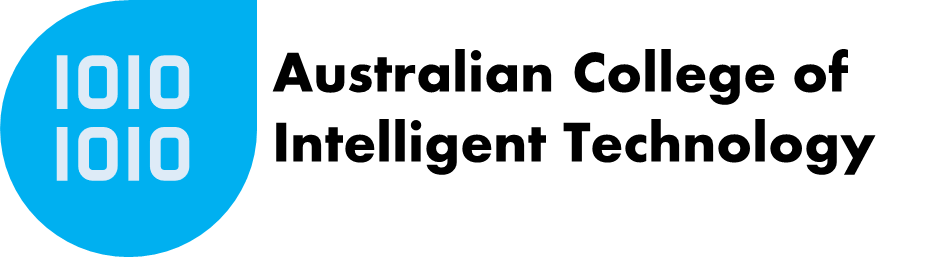 1010
1010
Australian College of
Intelligent Technology